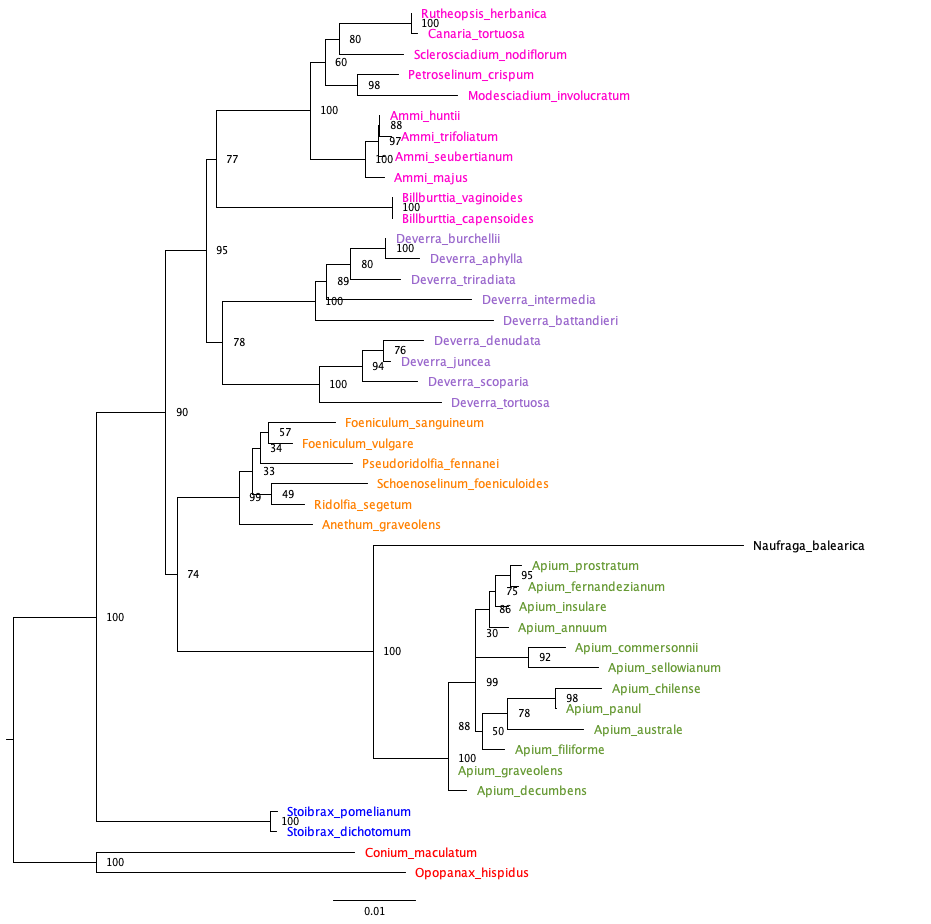 Rutheopsis_herbanica
100
Canaria_tortuosa
80
Sclerosciadium_nodiflorum
60
Petroselinum_crispum
98
Modesciadium_involucratum
100
Ammi_huntii
88
Ammi_trifoliatum
97
Ammi_seubertianum
100
Ammi_majus
77
Billburttia_vaginoides
100
Billburttia_capensoides
95
Deverra_burchellii
100
Deverra_aphylla
80
Deverra_triradiata
89
Deverra_intermedia
100
Deverra_battandieri
78
Deverra_denudata
76
Deverra_juncea
94
Deverra_scoparia
100
Deverra_tortuosa
90
Foeniculum_sanguineum
57
Foeniculum_vulgare
34
Pseudoridolfia_fennanei
33
Schoenoselinum_foeniculoides
99
49
Ridolfia_segetum
Anethum_graveolens
74
Naufraga_balearica
Apium_prostratum
95
Apium_fernandezianum
75
Apium_insulare
86
Apium_annuum
30
Apium_commersonnii
92
Apium_sellowianum
99
Apium_chilense
98
Apium_panul
78
Apium_australe
88
50
Apium_filiforme
100
100
Apium_graveolens
Apium_decumbens
100
Stoibrax_pomelianum
100
Stoibrax_dichotomum
Conium_maculatum
100
Opopanax_hispidus
0.01